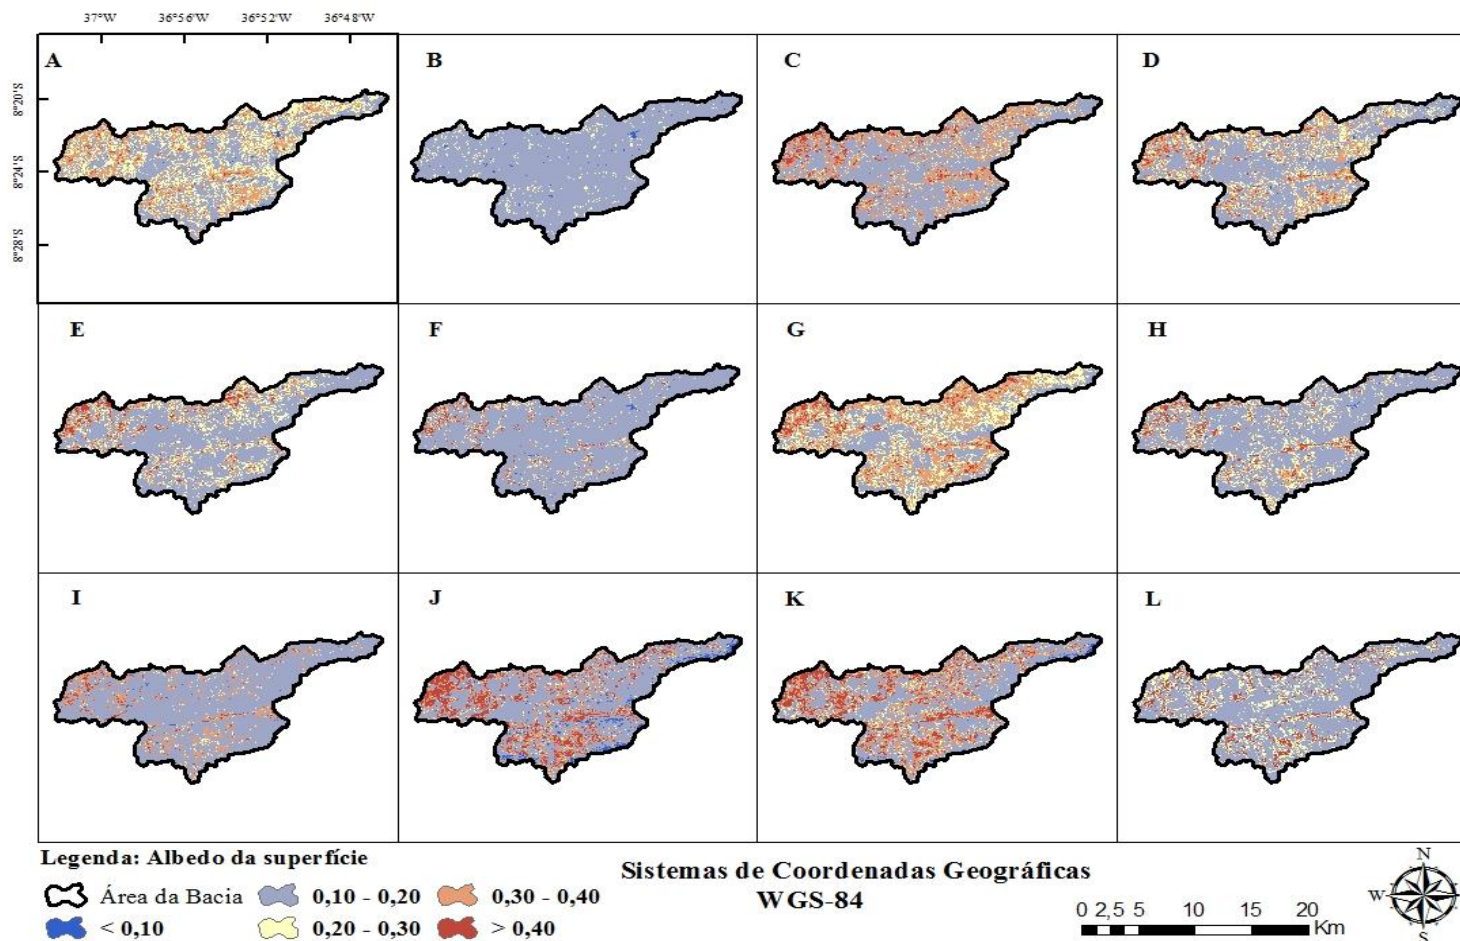 37°W 36°56'W 36°52'W 36°48'W
A B C D
8°20'S
8°24'S
8°28'S
E F G H
I J K L
Legenda: Albedo da superfície
Área da Bacia 0,10 - 0,20 0,30 - 0,40
< 0,10 0,20 - 0,30 > 0,40
Sistemas de Coordenadas Geográficas
WGS-84
0 2,5 5 10 15 20
Km
N
W E
S